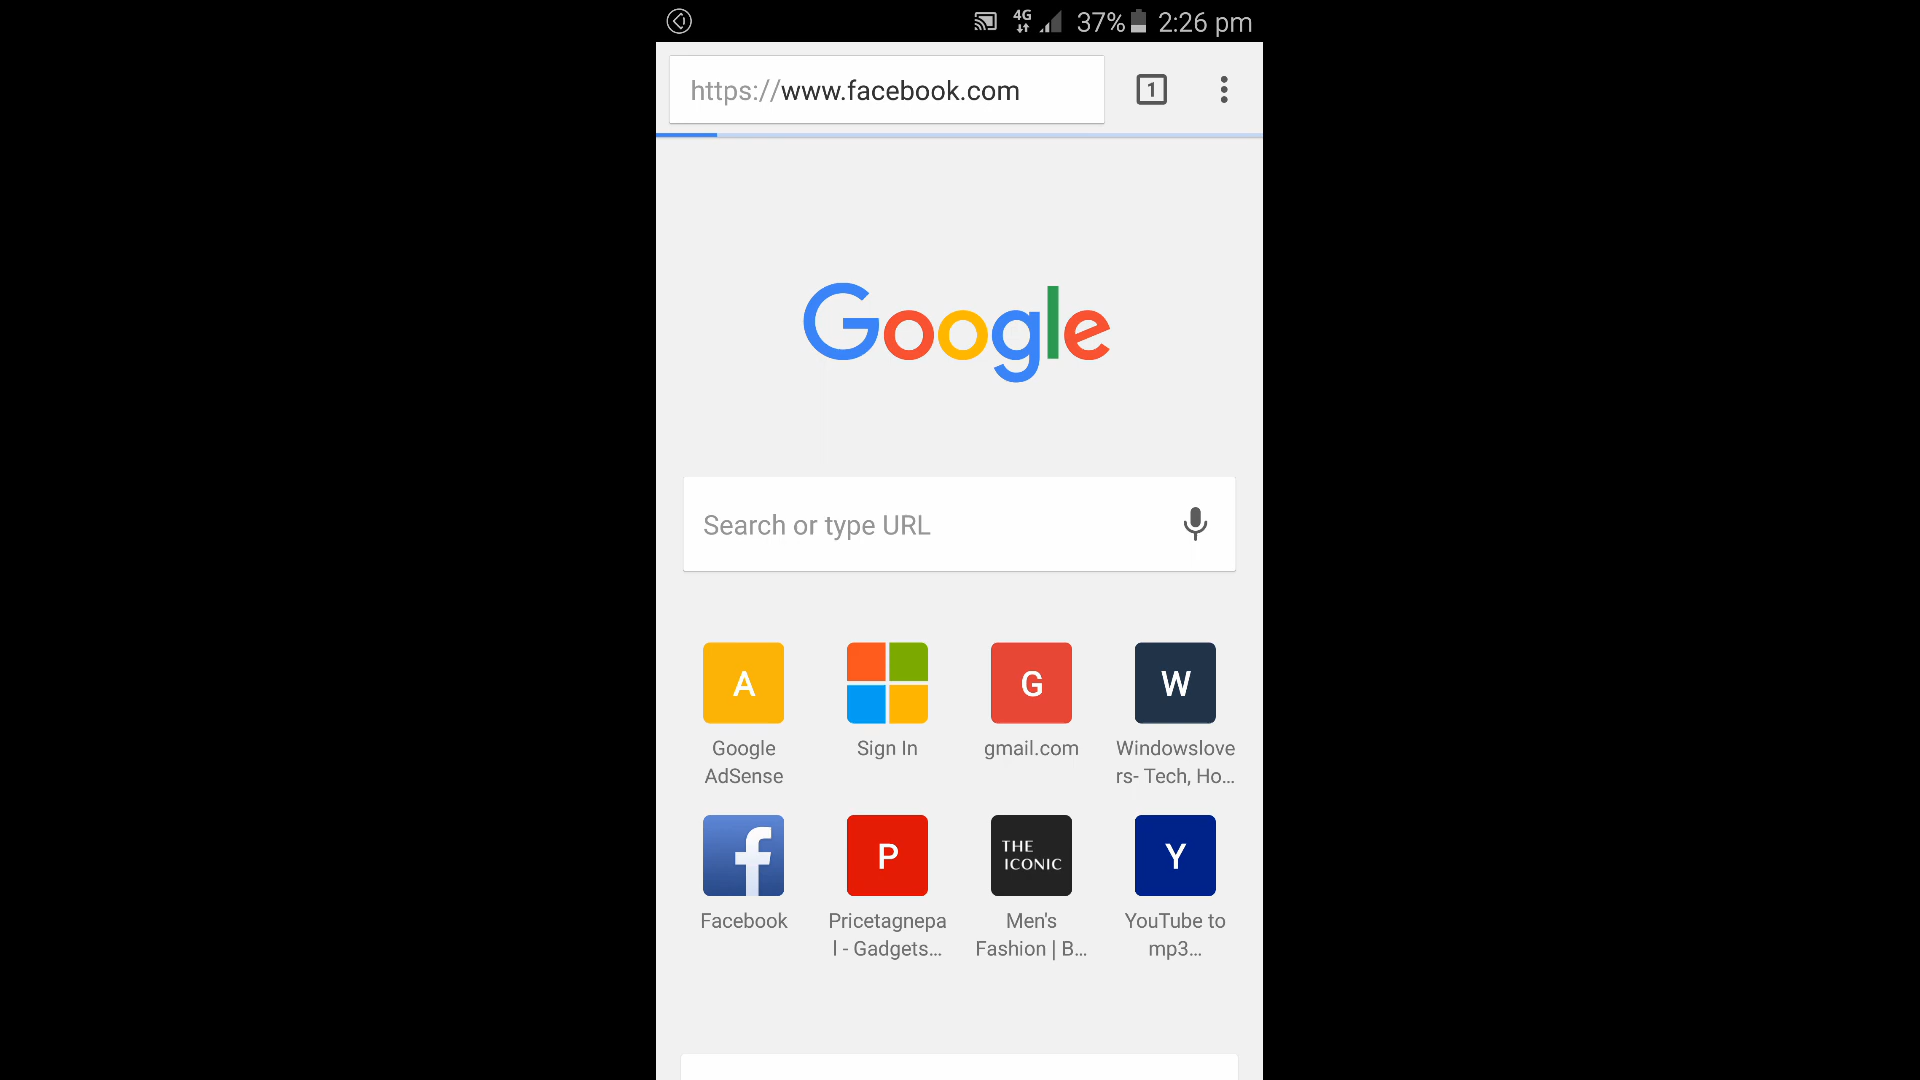 4G 37% 2:26 pm
https://www.facebook.com 1
Google
Search or type URL
A G W
Google Sign In gmail.com Windowslove
AdSense rs- Tech, Ho...
f P THE ICONIC Y
Facebook Pricetagnepa Men's YouTube to
l - Gadgets... Fashion | B... mp3...